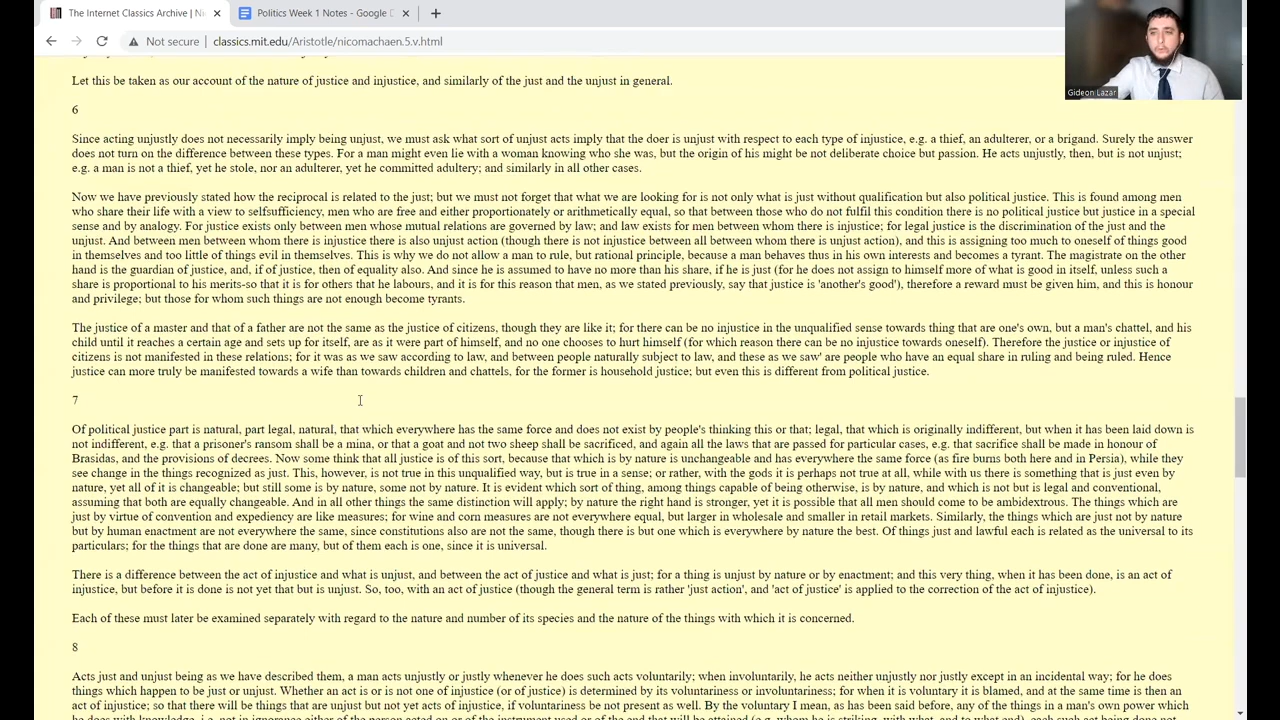 The Internet Classics Archive | Ni
Politics Week 1 Notes - Google D
Not secure | classics.mit.edu/Aristotle/nicomachaen.5.v.html
Gideon Lazar
Let this be taken as our account of the nature of justice and injustice, and similarly of the just and the unjust in general.
6
Since acting unjustly does not necessarily imply being unjust, we must ask what sort of unjust acts imply that the doer is unjust with respect to each type of injustice, e.g. a thief, an adulterer, or a brigand. Surely the answer
does not turn on the difference between these types. For a man might even lie with a woman knowing who she was, but the origin of his might be not deliberate choice but passion. He acts unjustly, then, but is not unjust;
e.g. a man is not a thief, yet he stole, nor an adulterer, yet he committed adultery; and similarly in all other cases.
Now we have previously stated how the reciprocal is related to the just; but we must not forget that what we are looking for is not only what is just without qualification but also political justice. This is found among men
who share their life with a view to selfsufficiency, men who are free and either proportionately or arithmetically equal, so that between those who do not fulfil this condition there is no political justice but justice in a special
sense and by analogy. For justice exists only between men whose mutual relations are governed by law; and law exists for men between whom there is injustice; for legal justice is the discrimination of the just and the
unjust. And between men between whom there is injustice there is also unjust action (though there is not injustice between all between whom there is unjust action), and this is assigning too much to oneself of things good
in themselves and too little of things evil in themselves. This is why we do not allow a man to rule, but rational principle, because a man behaves thus in his own interests and becomes a tyrant. The magistrate on the other
hand is the guardian of justice, and, if of justice, then of equality also. And since he is assumed to have no more than his share, if he is just (for he does not assign to himself more of what is good in itself, unless such a
share is proportional to his merits-so that it is for others that he labours, and it is for this reason that men, as we stated previously, say that justice is 'another's good'), therefore a reward must be given him, and this is honour
and privilege; but those for whom such things are not enough become tyrants.
The justice of a master and that of a father are not the same as the justice of citizens, though they are like it; for there can be no injustice in the unqualified sense towards thing that are one's own, but a man's chattel, and his
child until it reaches a certain age and sets up for itself, are as it were part of himself, and no one chooses to hurt himself (for which reason there can be no injustice towards oneself). Therefore the justice or injustice of
citizens is not manifested in these relations; for it was as we saw according to law, and between people naturally subject to law, and these as we saw' are people who have an equal share in ruling and being ruled. Hence
justice can more truly be manifested towards a wife than towards children and chattels, for the former is household justice; but even this is different from political justice.
7
Of political justice part is natural, part legal, natural, that which everywhere has the same force and does not exist by people's thinking this or that; legal, that which is originally indifferent, but when it has been laid down is
not indifferent, e.g. that a prisoner's ransom shall be a mina, or that a goat and not two sheep shall be sacrificed, and again all the laws that are passed for particular cases, e.g. that sacrifice shall be made in honour of
Brasidas, and the provisions of decrees. Now some think that all justice is of this sort, because that which is by nature is unchangeable and has everywhere the same force (as fire burns both here and in Persia), while they
see change in the things recognized as just. This, however, is not true in this unqualified way, but is true in a sense; or rather, with the gods it is perhaps not true at all, while with us there is something that is just even by
nature, yet all of it is changeable; but still some is by nature, some not by nature. It is evident which sort of thing, among things capable of being otherwise, is by nature, and which is not but is legal and conventional,
assuming that both are equally changeable. And in all other things the same distinction will apply; by nature the right hand is stronger, yet it is possible that all men should come to be ambidextrous. The things which are
just by virtue of convention and expediency are like measures; for wine and corn measures are not everywhere equal, but larger in wholesale and smaller in retail markets. Similarly, the things which are just not by nature
but by human enactment are not everywhere the same, since constitutions also are not the same, though there is but one which is everywhere by nature the best. Of things just and lawful each is related as the universal to its
particulars; for the things that are done are many, but of them each is one, since it is universal.
There is a difference between the act of injustice and what is unjust, and between the act of justice and what is just; for a thing is unjust by nature or by enactment; and this very thing, when it has been done, is an act of
injustice, but before it is done is not yet that but is unjust. So, too, with an act of justice (though the general term is rather 'just action', and 'act of justice' is applied to the correction of the act of injustice).
Each of these must later be examined separately with regard to the nature and number of its species and the nature of the things with which it is concerned.
8
Acts just and unjust being as we have described them, a man acts unjustly or justly whenever he does such acts voluntarily; when involuntarily, he acts neither unjustly nor justly except in an incidental way; for he does
things which happen to be just or unjust. Whether an act is or is not one of injustice (or of justice) is determined by its voluntariness or involuntariness; for when it is voluntary it is blamed, and at the same time is then an
act of injustice; so that there will be things that are unjust but not yet acts of injustice, if voluntariness be not present as well. By the voluntary I mean, as has been said before, any of the things in a man's own power which